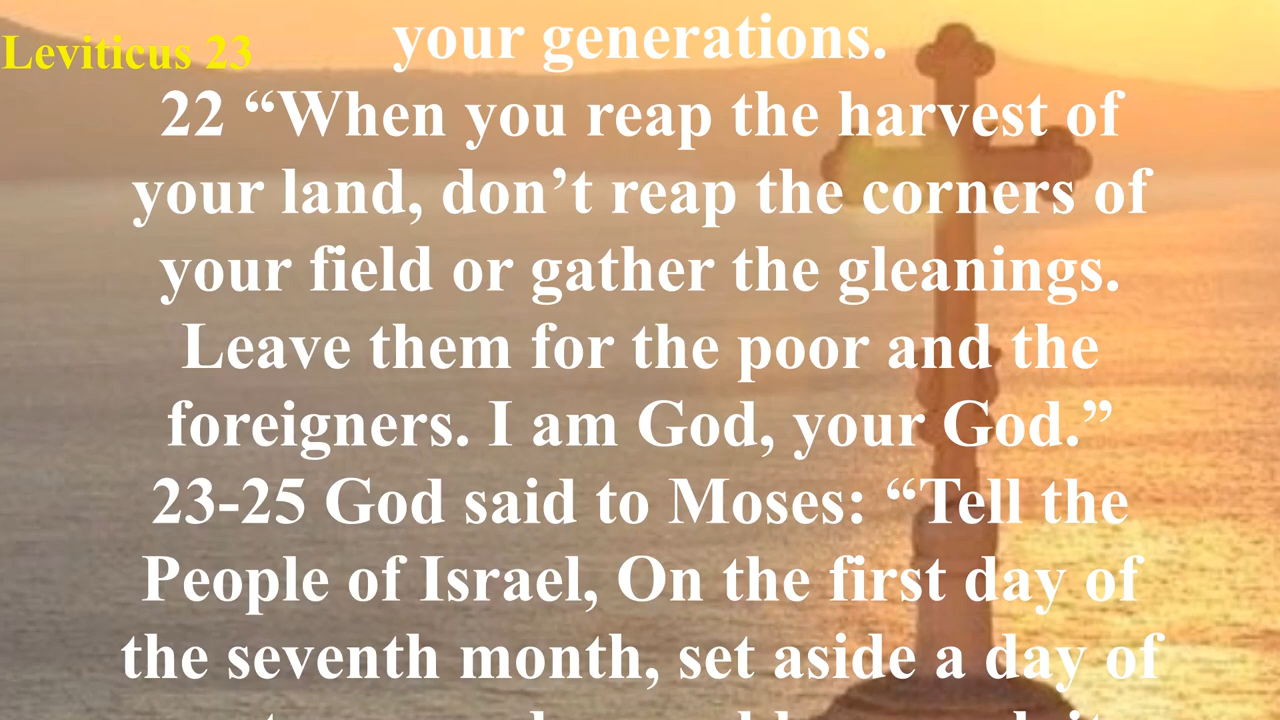 Leviticus 23
your generations.
22 “When you reap the harvest of
your land, don’t reap the corners of
your field or gather the gleanings.
Leave them for the poor and the
foreigners. I am God, your God.”
23-25 God said to Moses: “Tell the
People of Israel, On the first day of
the seventh month, set aside a day of